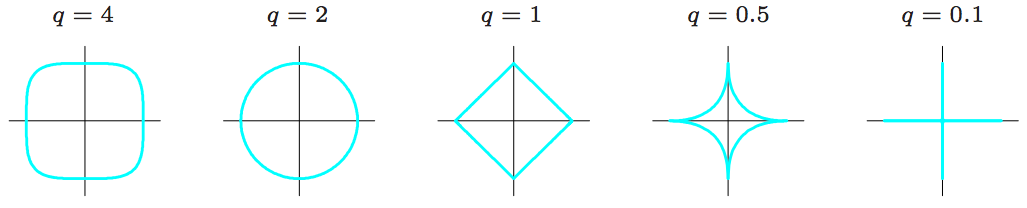 q = 4 q = 2 q = 1 q = 0.5 q = 0.1